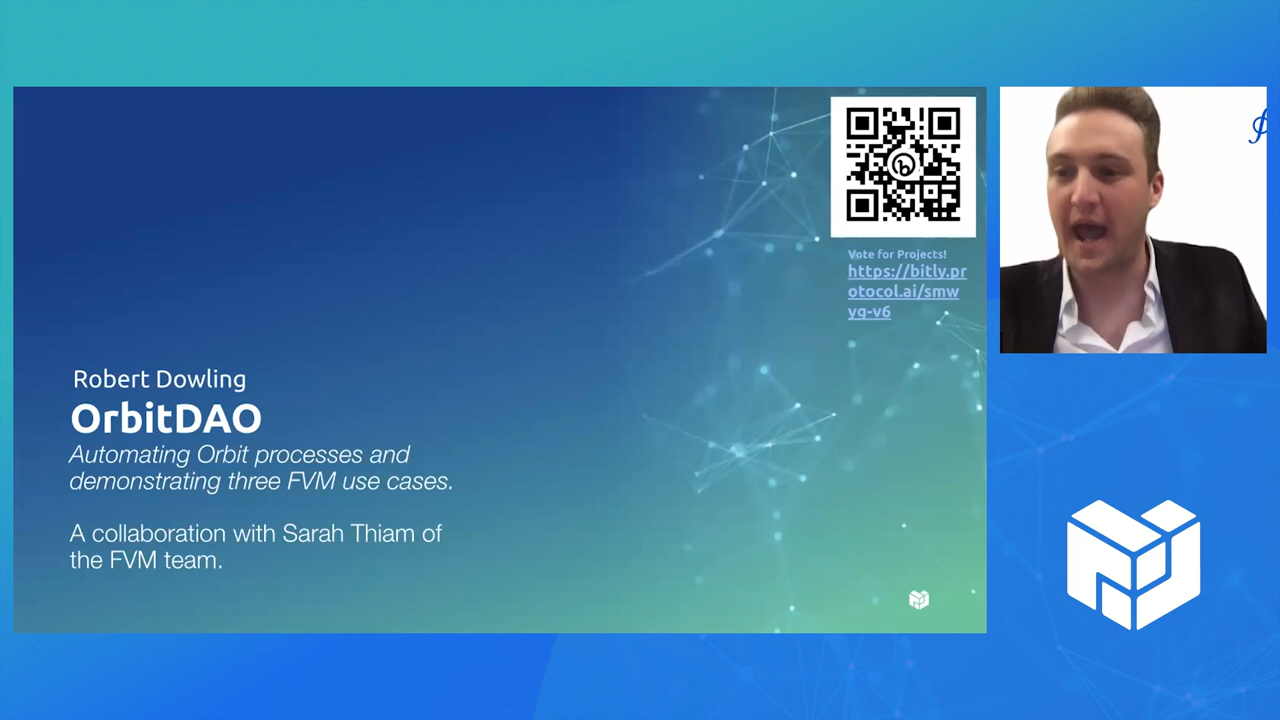 Vote for Projects!
https://bitly.pr
otocol.ai/smw
yg-v6
Robert Dowling
OrbitDAO
Automating Orbit processes and
demonstrating three FVM use cases.
A collaboration with Sarah Thiam of
the FVM team.